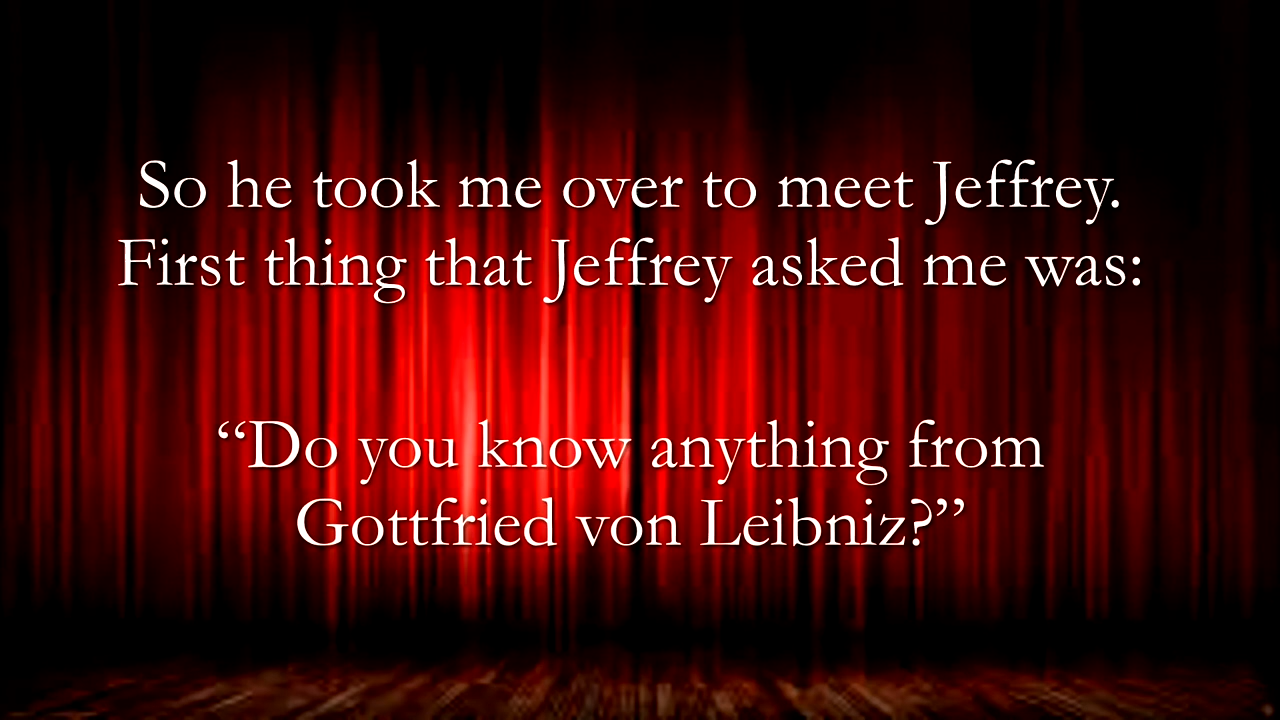 So he took me over to meet Jeffrey.
First thing that Jeffrey asked me was:
“Do you know anything from
Gottfried von Leibniz?”